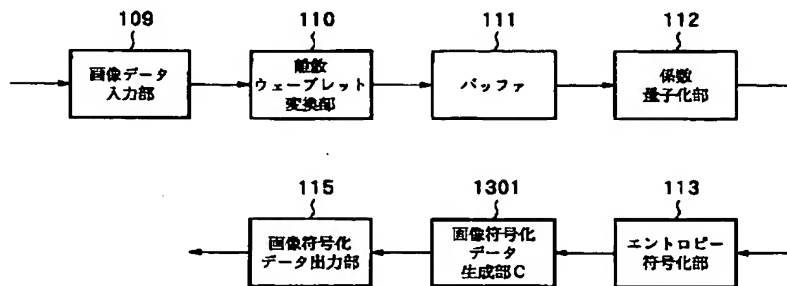 109
110
111
112
画像データ
入力部
離散
ウェーブレット
変換部
バッファ
係数
量子化部
115
1301
113
画像符号化
データ出力部
画像符号化
データ
生成部C
エントロピー
符号化部